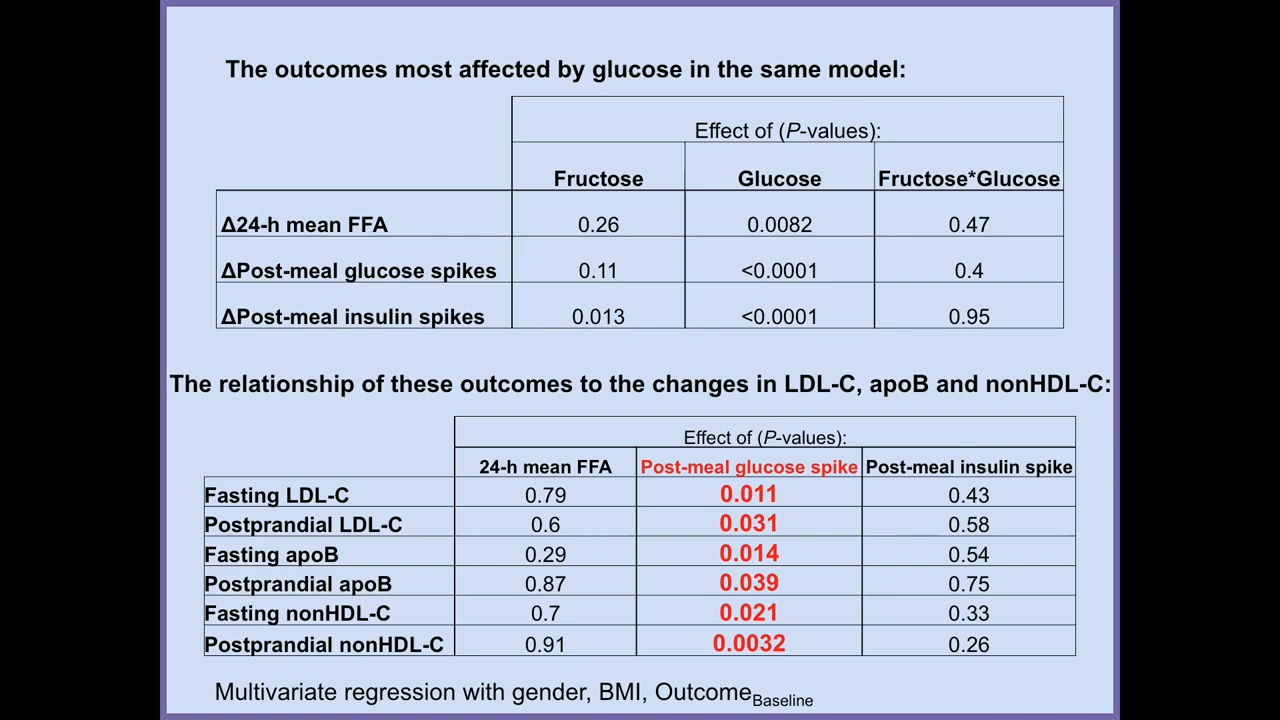 The outcomes most affected by glucose in the same model:
Effect of (P-values):
Fructose Glucose Fructose*Glucose
Δ24-h mean FFA 0.26 0.0082 0.47
ΔPost-meal glucose spikes 0.11 <0.0001 0.4
ΔPost-meal insulin spikes 0.013 <0.0001 0.95
The relationship of these outcomes to the changes in LDL-C, apoB and nonHDL-C:
Effect of (P-values):
24-h mean FFA Post-meal glucose spike Post-meal insulin spike
Fasting LDL-C 0.79 0.011 0.43
Postprandial LDL-C 0.6 0.031 0.58
Fasting apoB 0.29 0.014 0.54
Postprandial apoB 0.87 0.039 0.75
Fasting nonHDL-C 0.7 0.021 0.33
Postprandial nonHDL-C 0.91 0.0032 0.26
Multivariate regression with gender, BMI, OutcomeBaseline